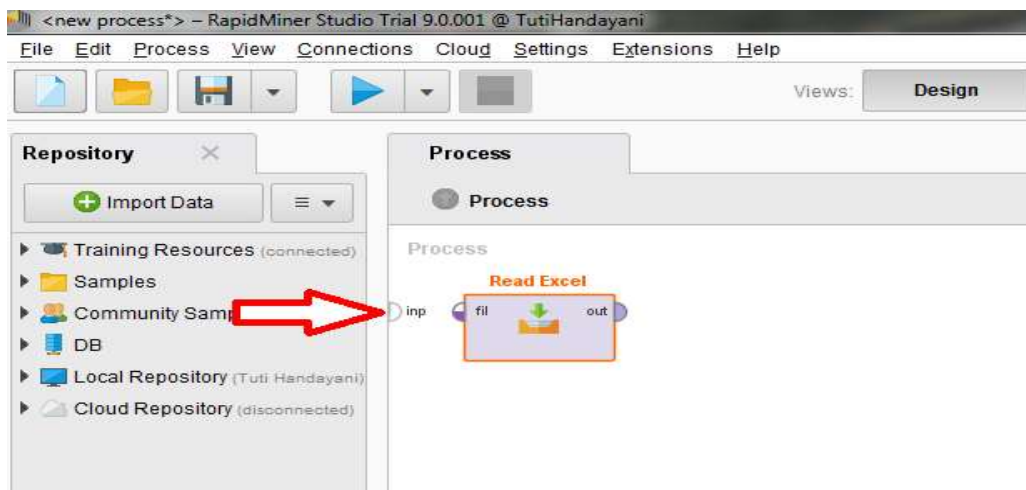 <new process*> – RapidMiner Studio Trial 9.0.001 @ TutiHandayani
File Edit Process View Connections Cloud Settings Extensions Help
Views: Design
Repository
Process
Import Data
Process
Training Resources (connected)
Process
Samples
Read Excel
Community Samp
inp fil out
DB
Local Repository (Tuti Handayani)
Cloud Repository (disconnected)